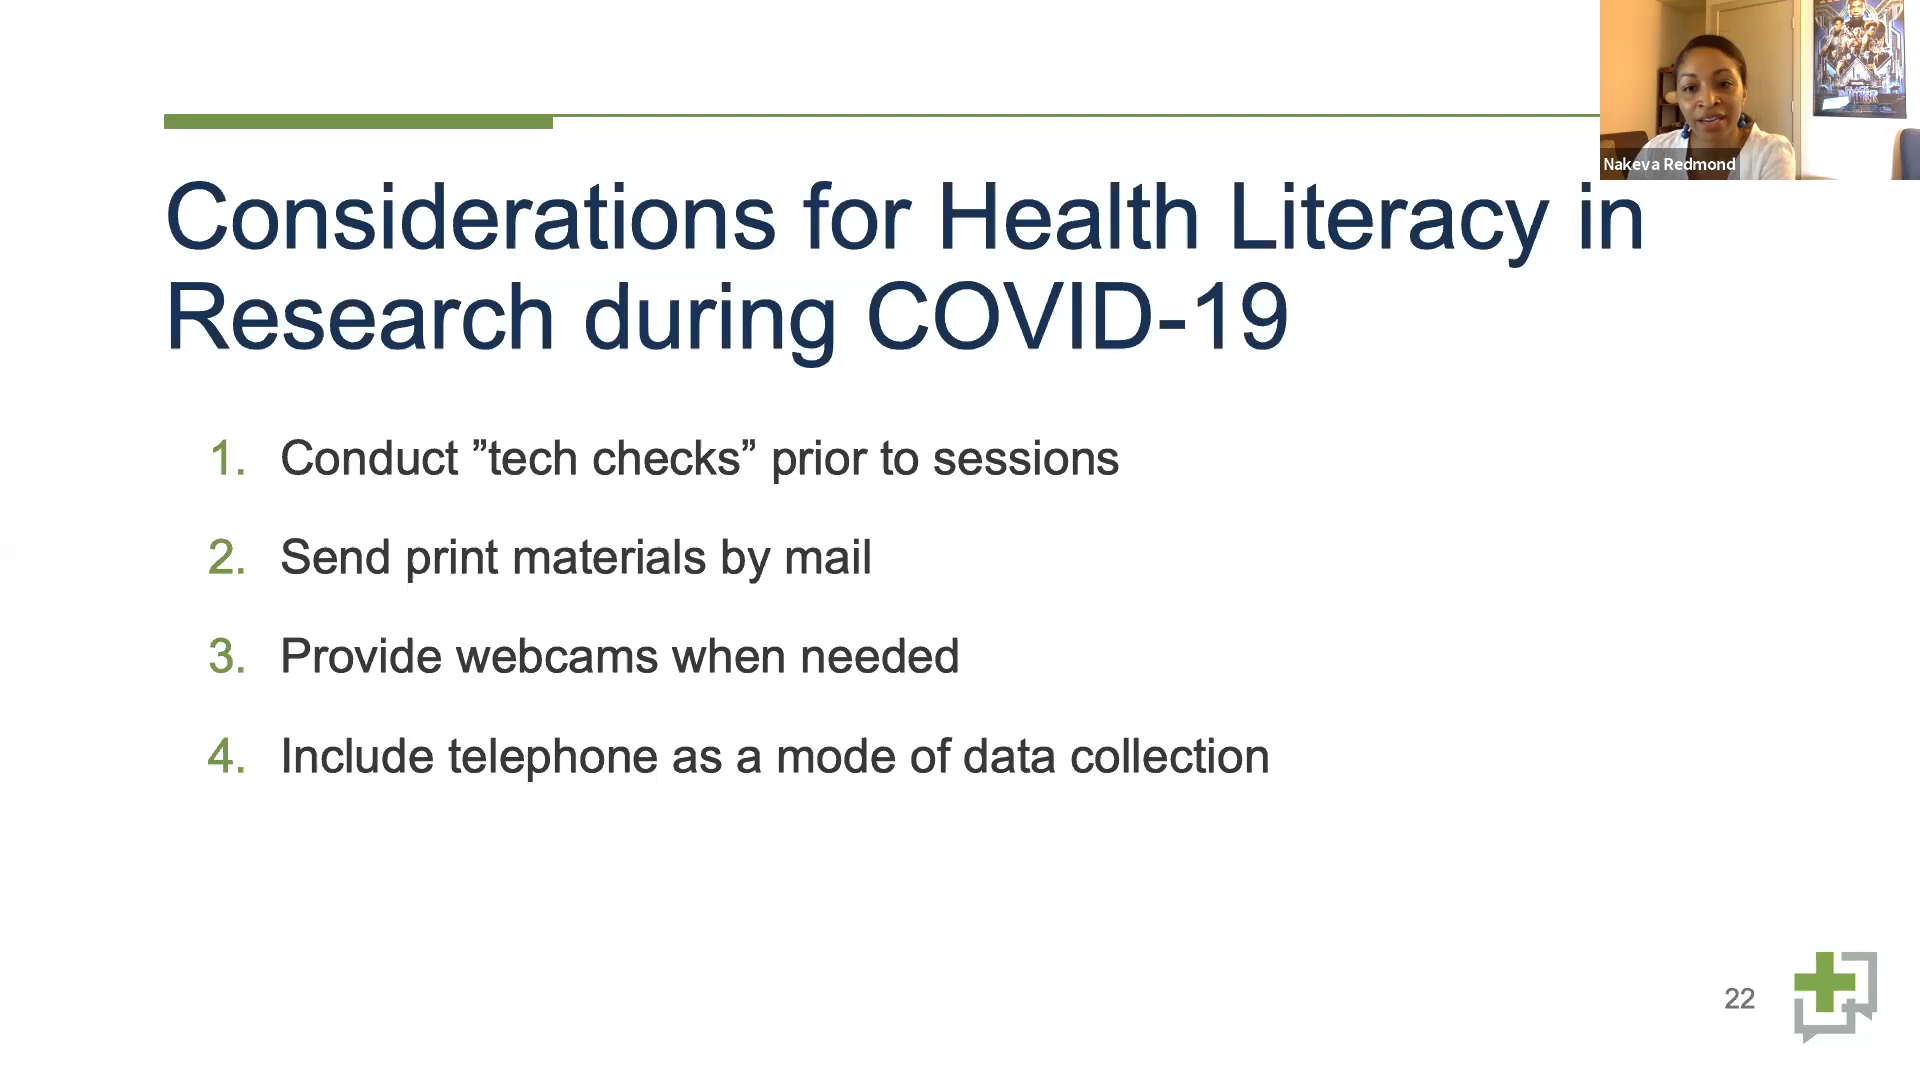 Nakeva Redmond
Considerations for Health Literacy in
Research during COVID-19
1. Conduct ”tech checks” prior to sessions
2. Send print materials by mail
3. Provide webcams when needed
4. Include telephone as a mode of data collection
22